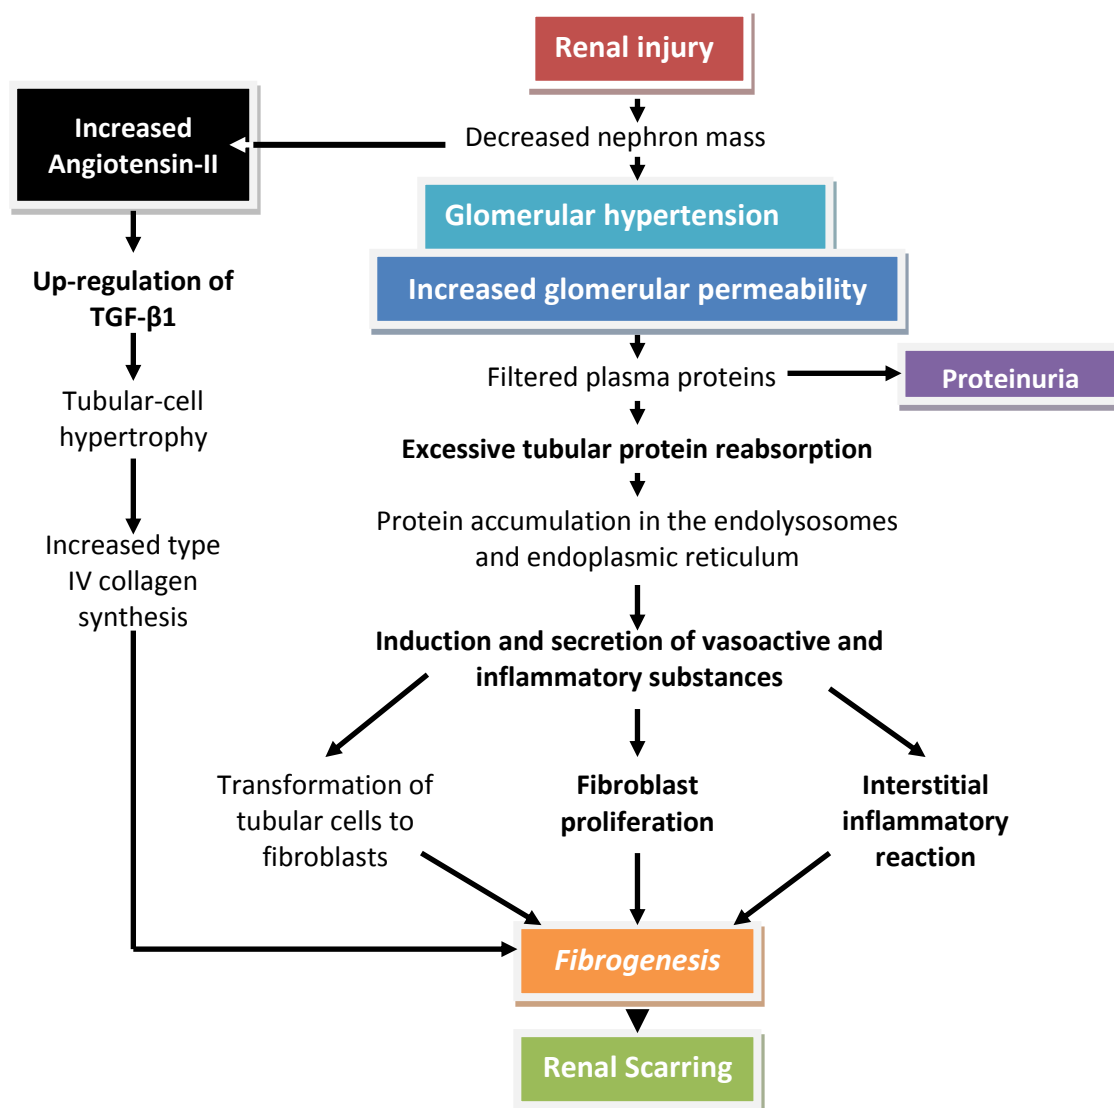 Renal injury
Increased
Angiotensin-II
Decreased nephron mass
Glomerular hypertension
Increased glomerular permeability
Up-regulation of
TGF-β1
Filtered plasma proteins
Proteinuria
Tubular-cell
hypertrophy
Excessive tubular protein reabsorption
Protein accumulation in the endolysosomes
and endoplasmic reticulum
Increased type
IV collagen
synthesis
Induction and secretion of vasoactive and
inflammatory substances
Transformation of
tubular cells to
fibroblasts
Fibroblast
proliferation
Interstitial
inflammatory
reaction
Fibrogenesis
Renal Scarring